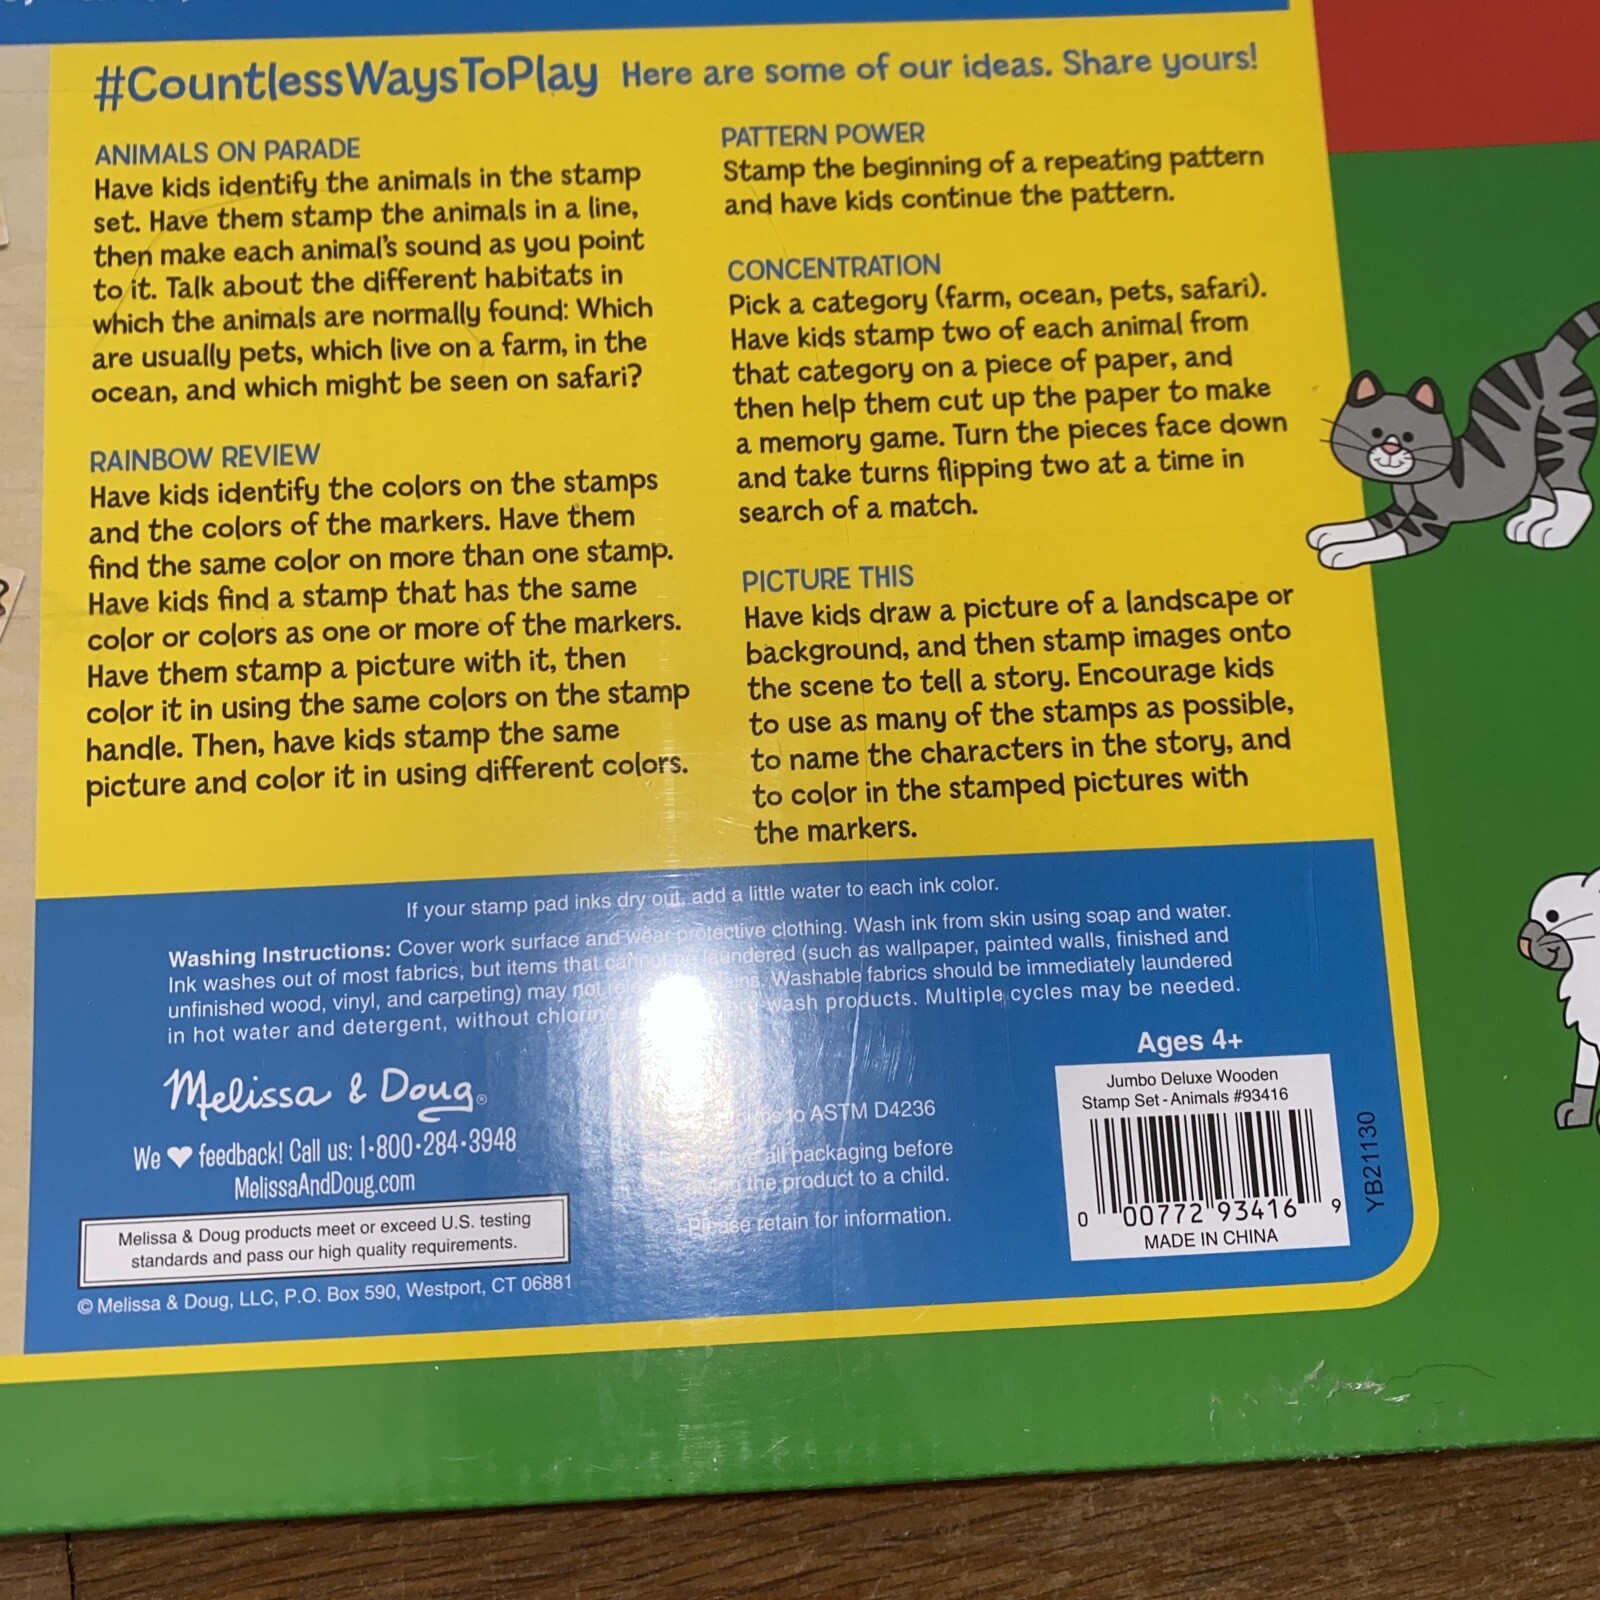 #CountlessWaysToPlay Here are some of our ideas. Share yours!
ANIMALS ON PARADE
Have kids identify the animals in the stamp
set. Have them stamp the animals in a line,
then make each animal's sound as you point
to it. Talk about the different habitats in
which the animals are normally found: Which
are usually pets, which live on a farm, in the
ocean, and which might be seen on safari?
RAINBOW REVIEW
Have kids identify the colors on the stamps
and the colors of the markers. Have them
find the same color on more than one stamp.
Have kids find a stamp that has the same
color or colors as one or more of the markers.
Have them stamp a picture with it, then
color it in using the same colors on the stamp
handle. Then, have kids stamp the same
picture and color it in using different colors.
PATTERN POWER
Stamp the beginning of a repeating pattern
and have kids continue the pattern.
CONCENTRATION
Pick a category (farm, ocean, pets, safari).
Have kids stamp two of each animal from
that category on a piece of paper, and
then help them cut up the paper to make
a memory game. Turn the pieces face down
and take turns flipping two at a time in
search of a match.
PICTURE THIS
Have kids draw a picture of a landscape or
background, and then stamp images onto
the scene to tell a story. Encourage kids
to use as many of the stamps as possible,
to name the characters in the story, and
to color in the stamped pictures with
the markers.
If your stamp pad inks dry out, add a little water to each ink color.
Washing Instructions: Cover work surface and wear protective clothing. Wash ink from skin using soap and water.
Ink washes out of most fabrics, but items that cannot be laundered (such as wallpaper, painted walls, finished and
unfinished wood, vinyl, and carpeting) may not Washable fabrics should be immediately laundered
in hot water and detergent, without wash products. Multiple cycles may be needed.
Melissa & Doug®
We ♥ feedback! Call us: 1-800-284-3948
MelissaAndDoug.com
Melissa & Doug products meet or exceed U.S. testing
standards and pass our high quality requirements.
© Melissa & Doug, LLC, P.O. Box 590, Westport, CT 06881
to ASTM D4236
all packaging before
the product to a child.
Please retain for information.
Ages 4+
Jumbo Deluxe Wooden
Stamp Set - Animals #93416
0 00772 93416 9
MADE IN CHINA
YB21130